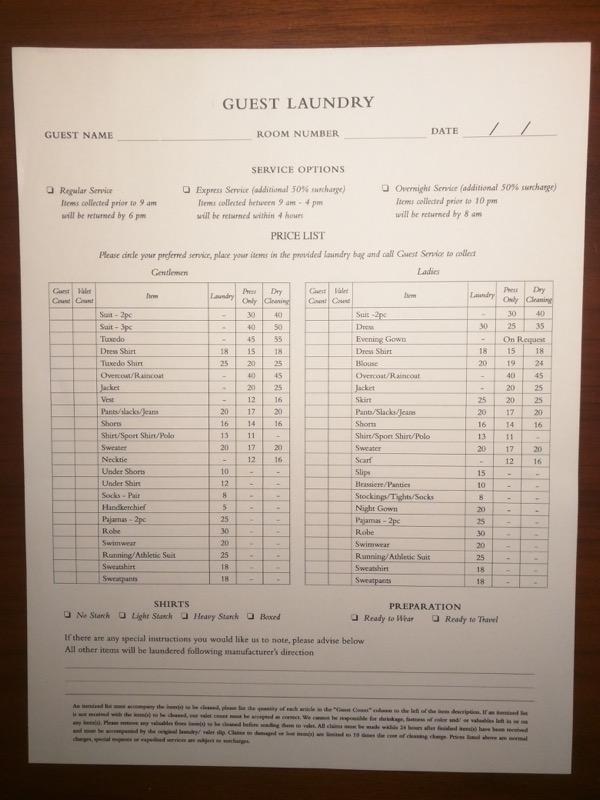 GUEST LAUNDRY
GUEST NAME ROOM NUMBER DATE / /
SERVICE OPTIONS
❏ Regular Service ❏ Express Service (additional 50% surcharge) ❏ Overnight Service (additional 50% surcharge)
Items collected prior to 9 am Items collected between 9 am - 4 pm Items collected prior to 10 pm
will be returned by 6 pm will be returned within 4 hours will be returned by 8 am
PRICE LIST
Please circle your preferred service, place your items in the provided laundry bag and call Guest Service to collect
Gentlemen
Guest Count Valet Count Item Laundry Press Only Dry Cleaning
Suit - 2pc - 30 40
Suit - 3pc - 40 50
Tuxedo - 45 55
Dress Shirt 18 15 18
Tuxedo Shirt 25 20 25
Overcoat/Raincoat - 40 45
Jacket - 20 25
Vest - 12 16
Pants/slacks/Jeans 20 17 20
Shorts 16 14 16
Shirt/Sport Shirt/Polo 13 11 -
Sweater 20 17 20
Necktie - 12 16
Under Shorts 10 - -
Under Shirt 12 - -
Socks - Pair 8 - -
Handkerchief 5 - -
Pajamas - 2pc 25 - -
Robe 30 - -
Swimwear 20 - -
Running/Athletic Suit 25 - -
Sweatshirt 18 - -
Sweatpants 18 - -
Ladies
Guest Count Valet Count Item Laundry Press Only Dry Cleaning
Suit -2pc - 30 40
Dress 30 25 35
Evening Gown - On Request
Dress Shirt 18 15 18
Blouse 20 19 24
Overcoat/Raincoat - 40 45
Jacket - 20 25
Skirt 25 20 25
Pants/Slacks/Jeans 20 17 20
Shorts 16 14 16
Shirt/Sport Shirt/Polo 13 11 -
Sweater 20 17 20
Scarf - 12 16
Slips 15 - -
Brassiere/Panties 10 - -
Stockings/Tights/Socks 8 - -
Night Gown 20 - -
Pajamas - 2pc 25 - -
Robe 30 - -
Swimwear 20 - -
Running/Athletic Suit 25 - -
Sweatshirt 18 - -
Sweatpants 18 - -
SHIRTS
❏ No Starch ❏ Light Starch ❏ Heavy Starch ❏ Boxed
PREPARATION
❏ Ready to Wear ❏ Ready to Travel
If there are any special instructions you would like us to note, please advise below
All other items will be laundered following manufacturer's direction
An itemized list must accompany the item(s) to be cleaned, please list the quantity of each article in the "Guest Count" column to the left of the item description. If an itemized list
is not received with the item(s) to be cleaned, our valet count must be accepted as correct. We cannot be responsible for shrinkage, fastness of color and/ or valuables left in or on
any item(s). Please remove any valuables from item(s) to be cleaned before sending them to valet. All claims must be made within 24 hours after finished item(s) have been received
and must be accompanied by the original laundry/ valet slip. Claims to damaged or lost item(s) are limited to 10 times the cost of cleaning charge. Prices listed above are normal
charges, special requests or expedited services are subject to surcharges.